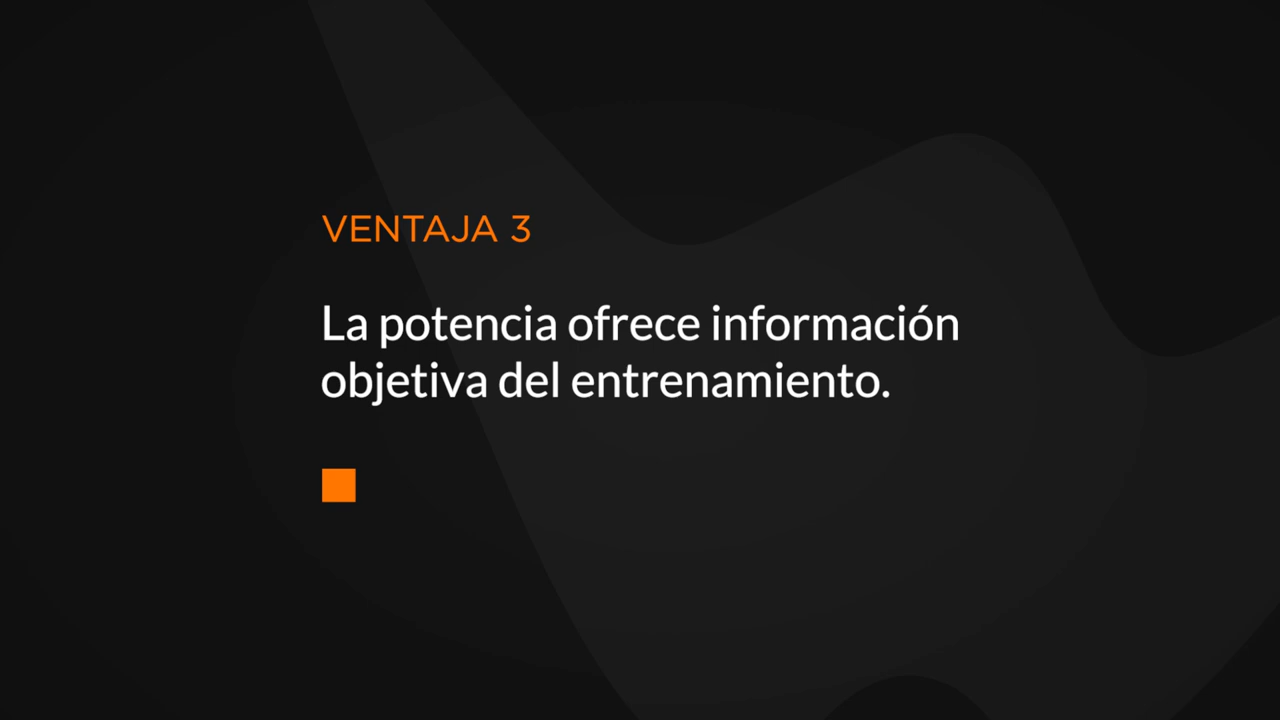 VENTAJA 3
La potencia ofrece información
objetiva del entrenamiento.